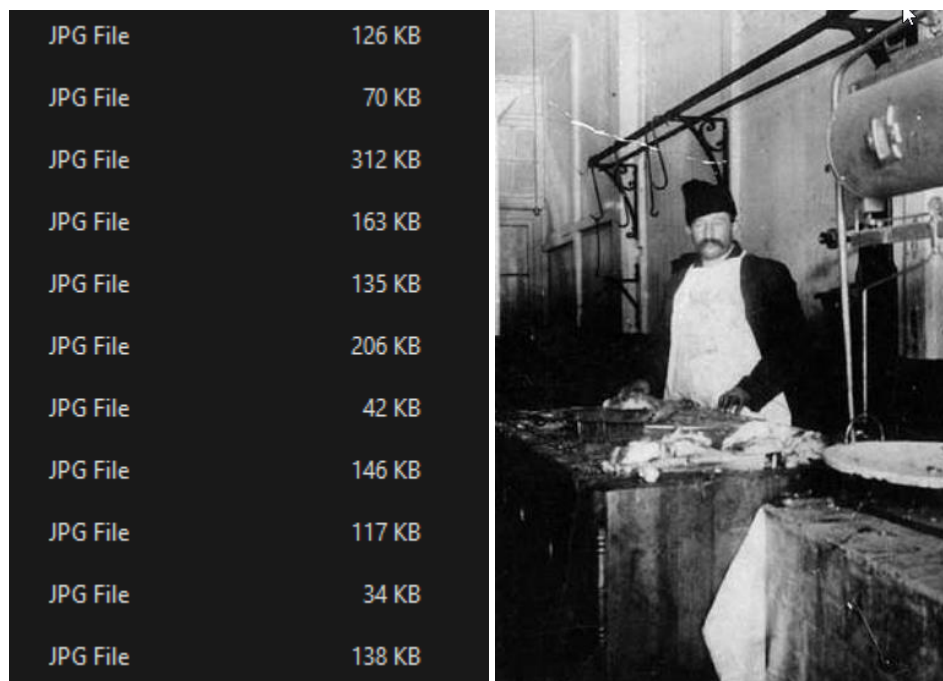 JPG File 126 KB
JPG File 70 KB
JPG File 312 KB
JPG File 163 KB
JPG File 135 KB
JPG File 206 KB
JPG File 42 KB
JPG File 146 KB
JPG File 117 KB
JPG File 34 KB
JPG File 138 KB